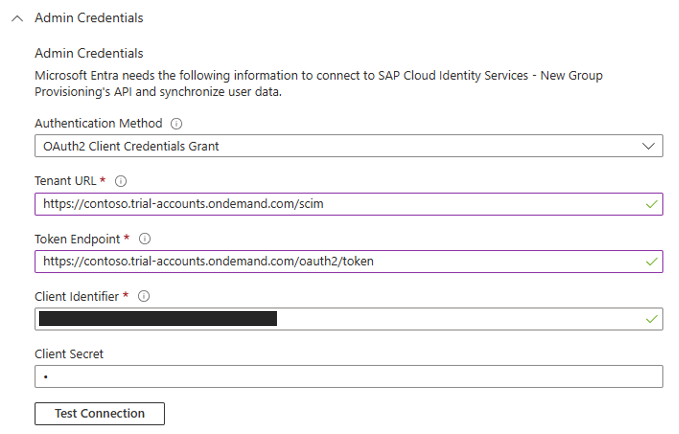 Admin Credentials
Admin Credentials
Microsoft Entra needs the following information to connect to SAP Cloud Identity Services - New Group
Provisioning's API and synchronize user data.
Authentication Method
OAuth2 Client Credentials Grant
Tenant URL *
https://contoso.trial-accounts.ondemand.com/scim
Token Endpoint *
https://contoso.trial-accounts.ondemand.com/oauth2/token
Client Identifier *
Client Secret
•
Test Connection